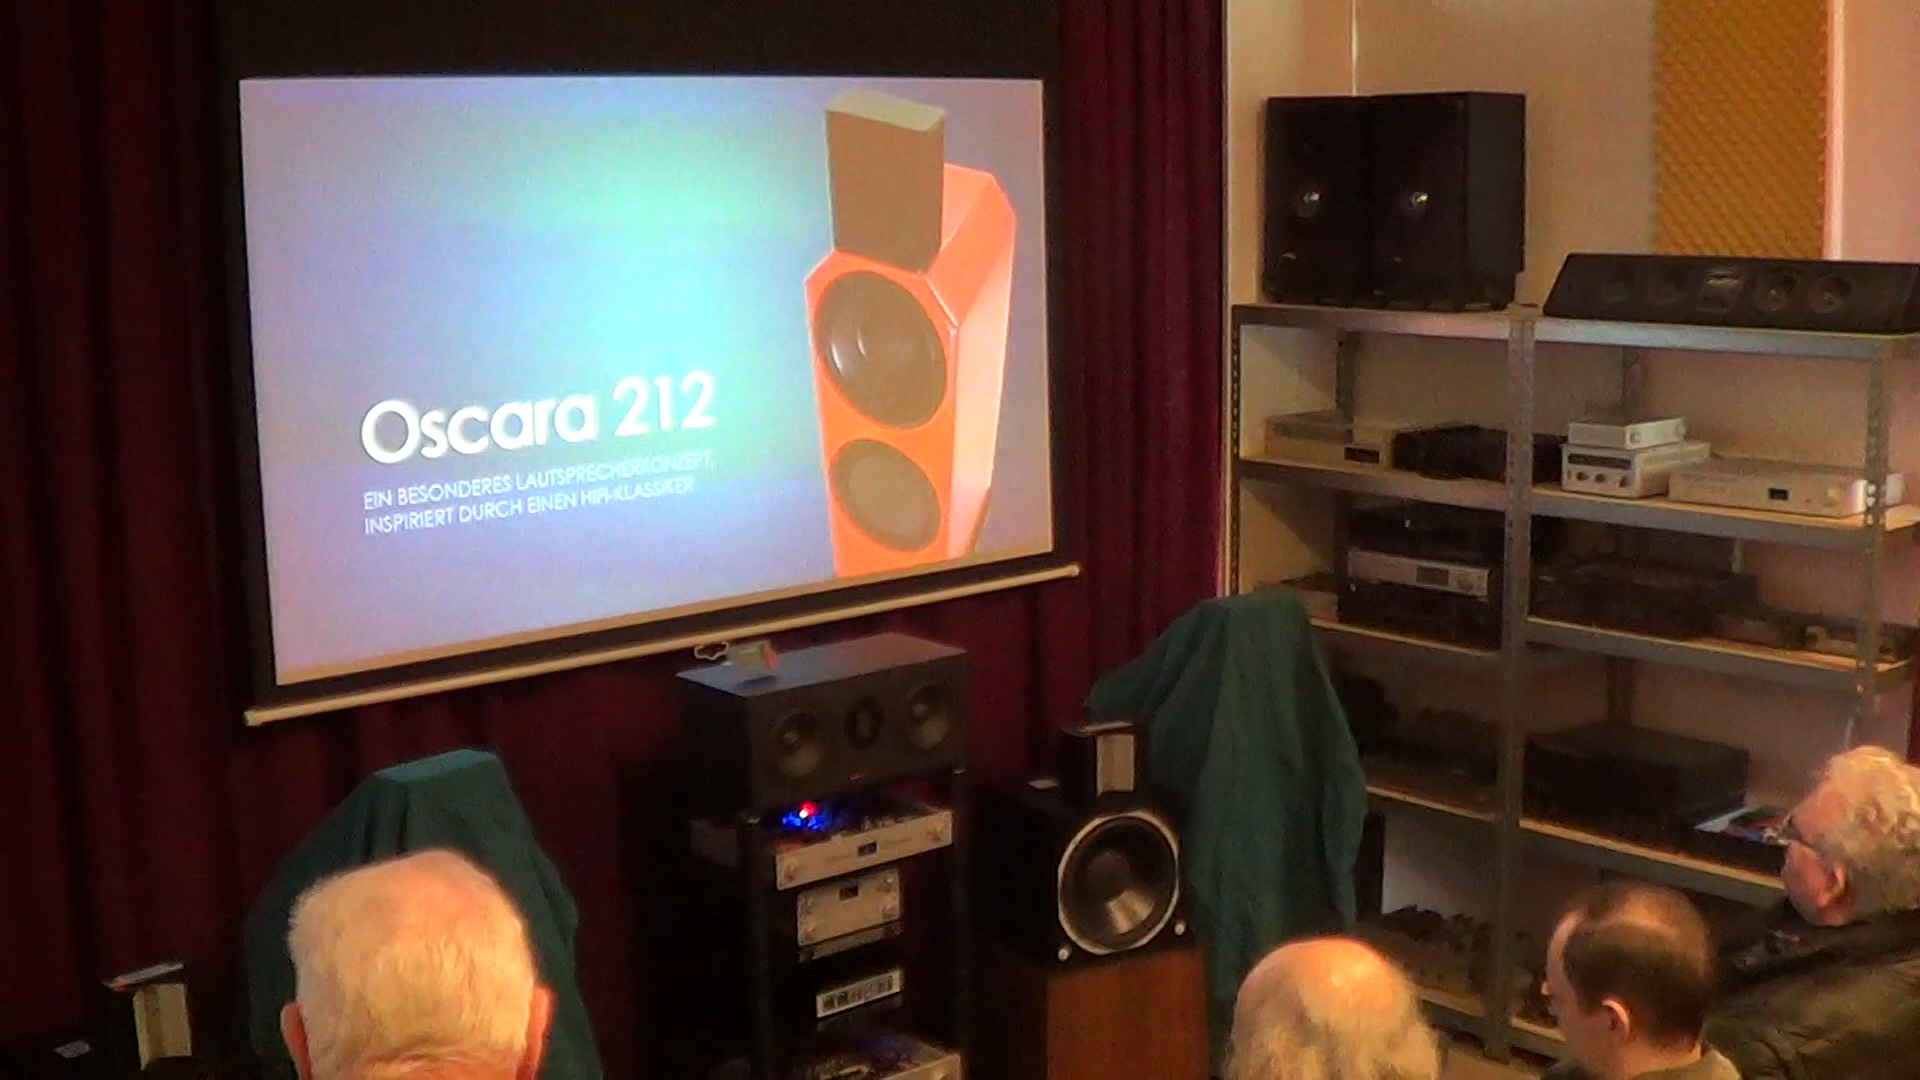 Oscara 212
EIN BESONDERES LAUTSPRECHERKONZEPT,
INSPIRIERT DURCH EINEN HIFI-KLASSIKER